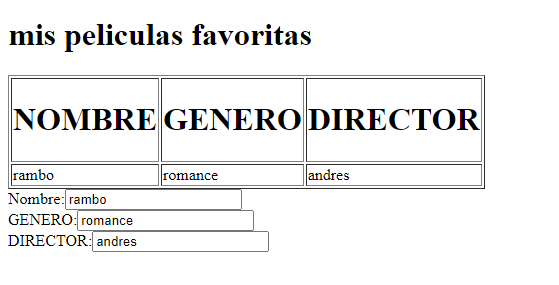 mis peliculas favoritas
NOMBRE GENERO DIRECTOR
rambo romance andres
Nombre: rambo
GENERO: romance
DIRECTOR: andres